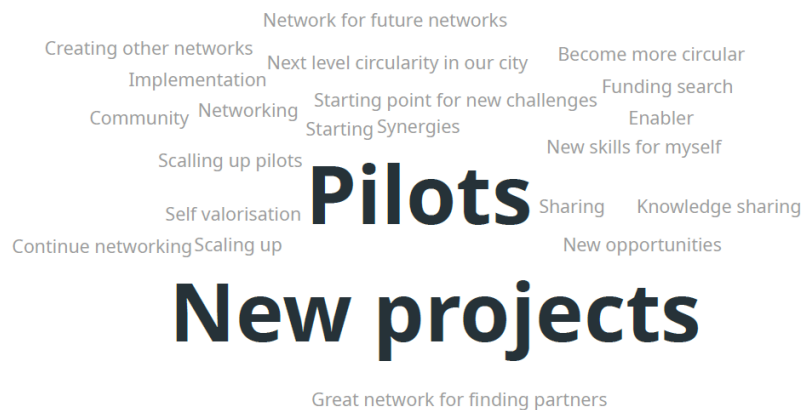 Network for future networks
Creating other networks
Next level circularity in our city
Become more circular
Implementation
Funding search
Starting point for new challenges
Community
Networking
Enabler
Starting
Synergies
New skills for myself
Scalling up pilots
Pilots
Self valorisation
Sharing
Knowledge sharing
Continue networking
Scaling up
New opportunities
New projects
Great network for finding partners